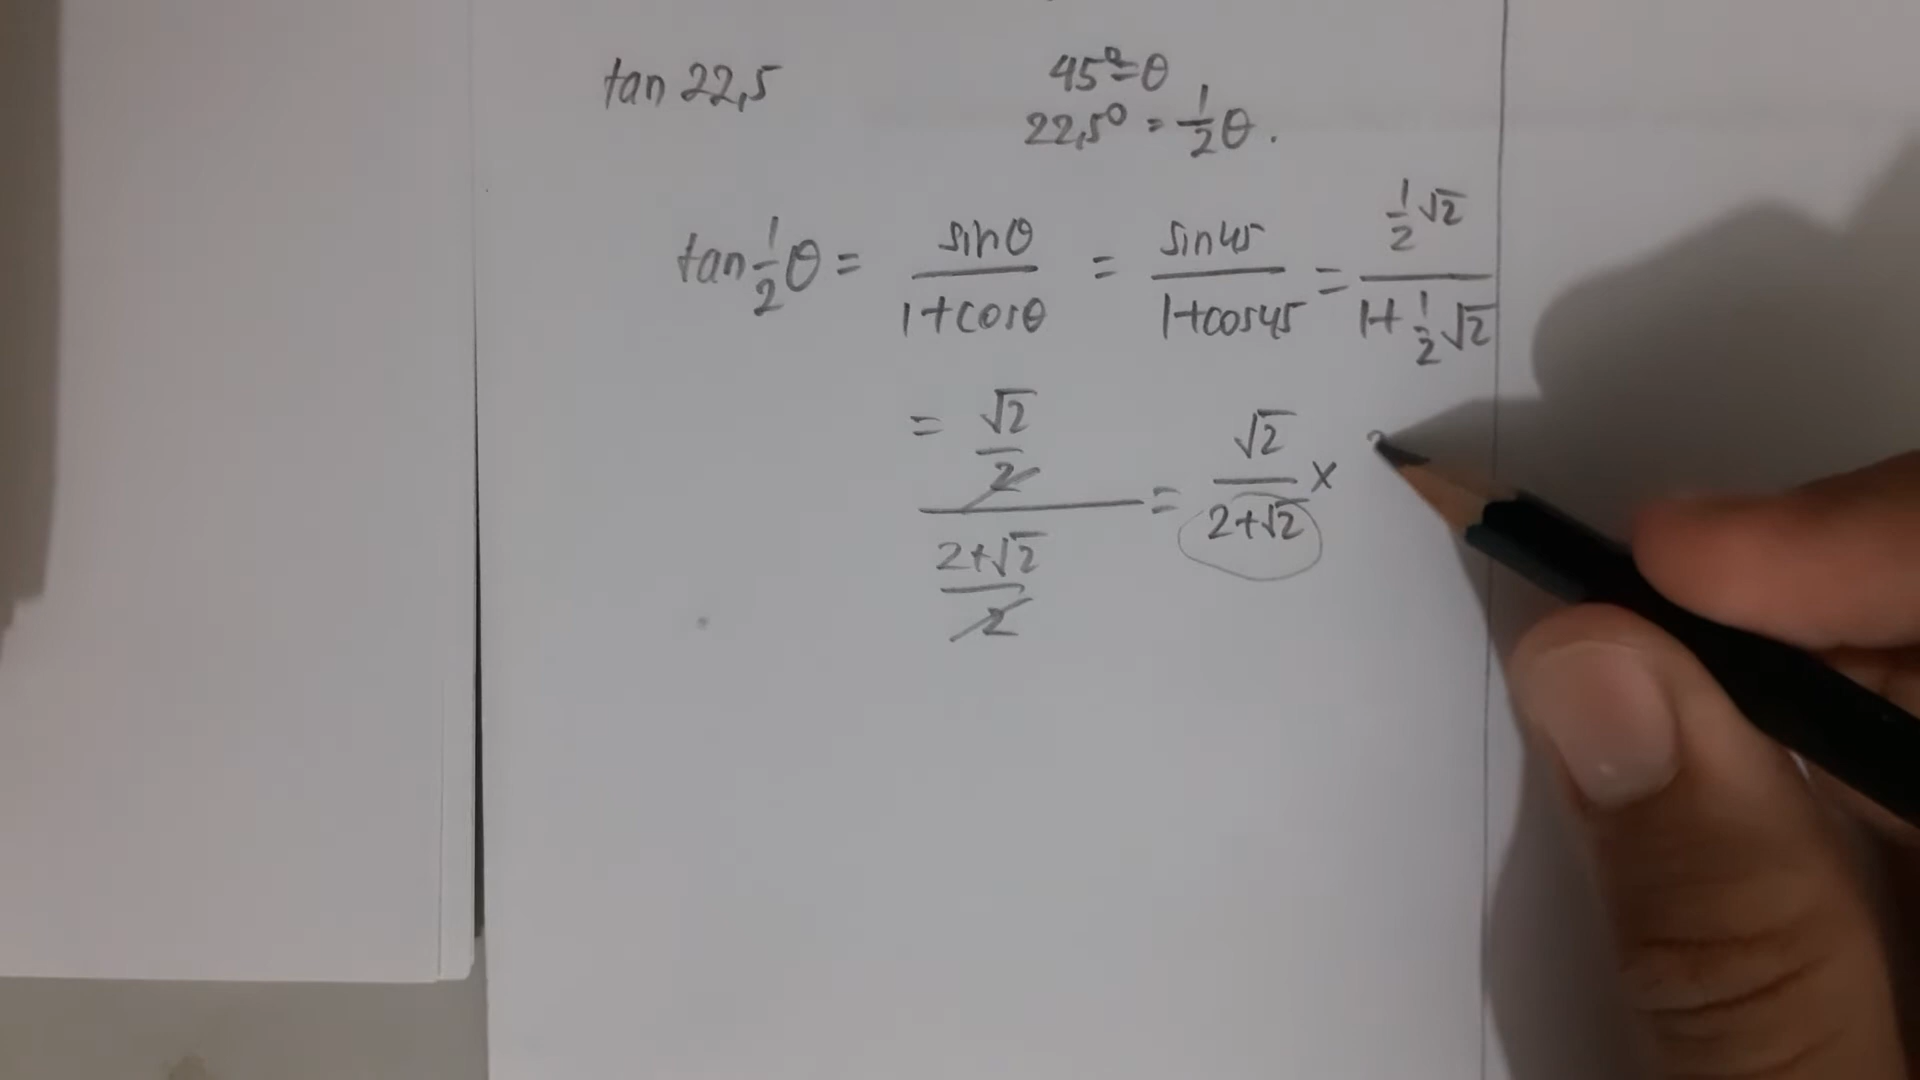 tan 22,5
45° = θ
22,5° = 1/2 θ.
tan 1/2 θ = sin θ / 1+cos θ = sin 45 / 1+cos 45 = 1/2 √2 / 1+ 1/2 √2
= √2/2 / 2+√2/2 = √2 / 2+√2 ×